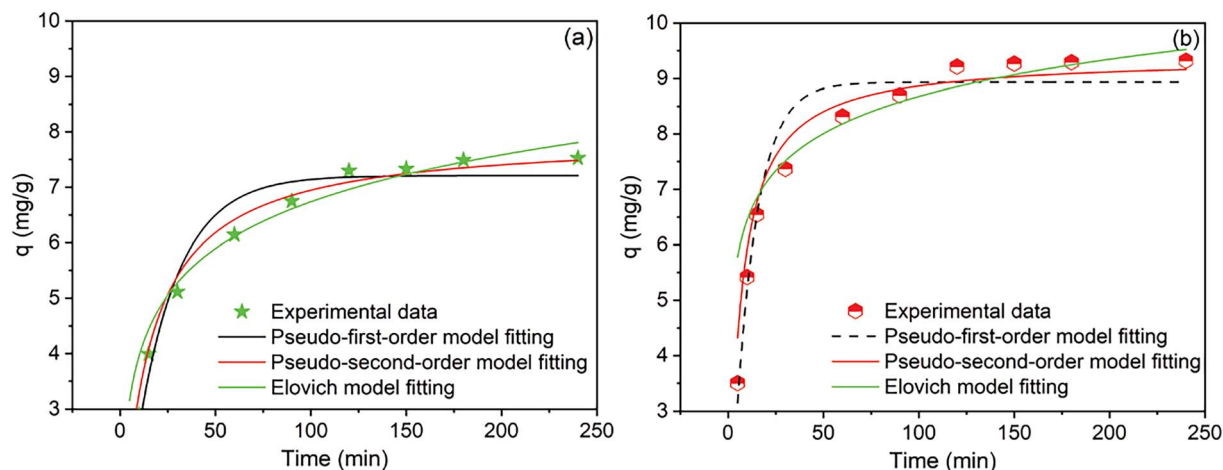 (a)
10
9
8
7
6
5
4
3
q (mg/g)
0 50 100 150 200 250
Time (min)
Experimental data
Pseudo-first-order model fitting
Pseudo-second-order model fitting
Elovich model fitting
(b)
10
9
8
7
6
5
4
3
q (mg/g)
0 50 100 150 200 250
Time (min)
Experimental data
Pseudo-first-order model fitting
Pseudo-second-order model fitting
Elovich model fitting